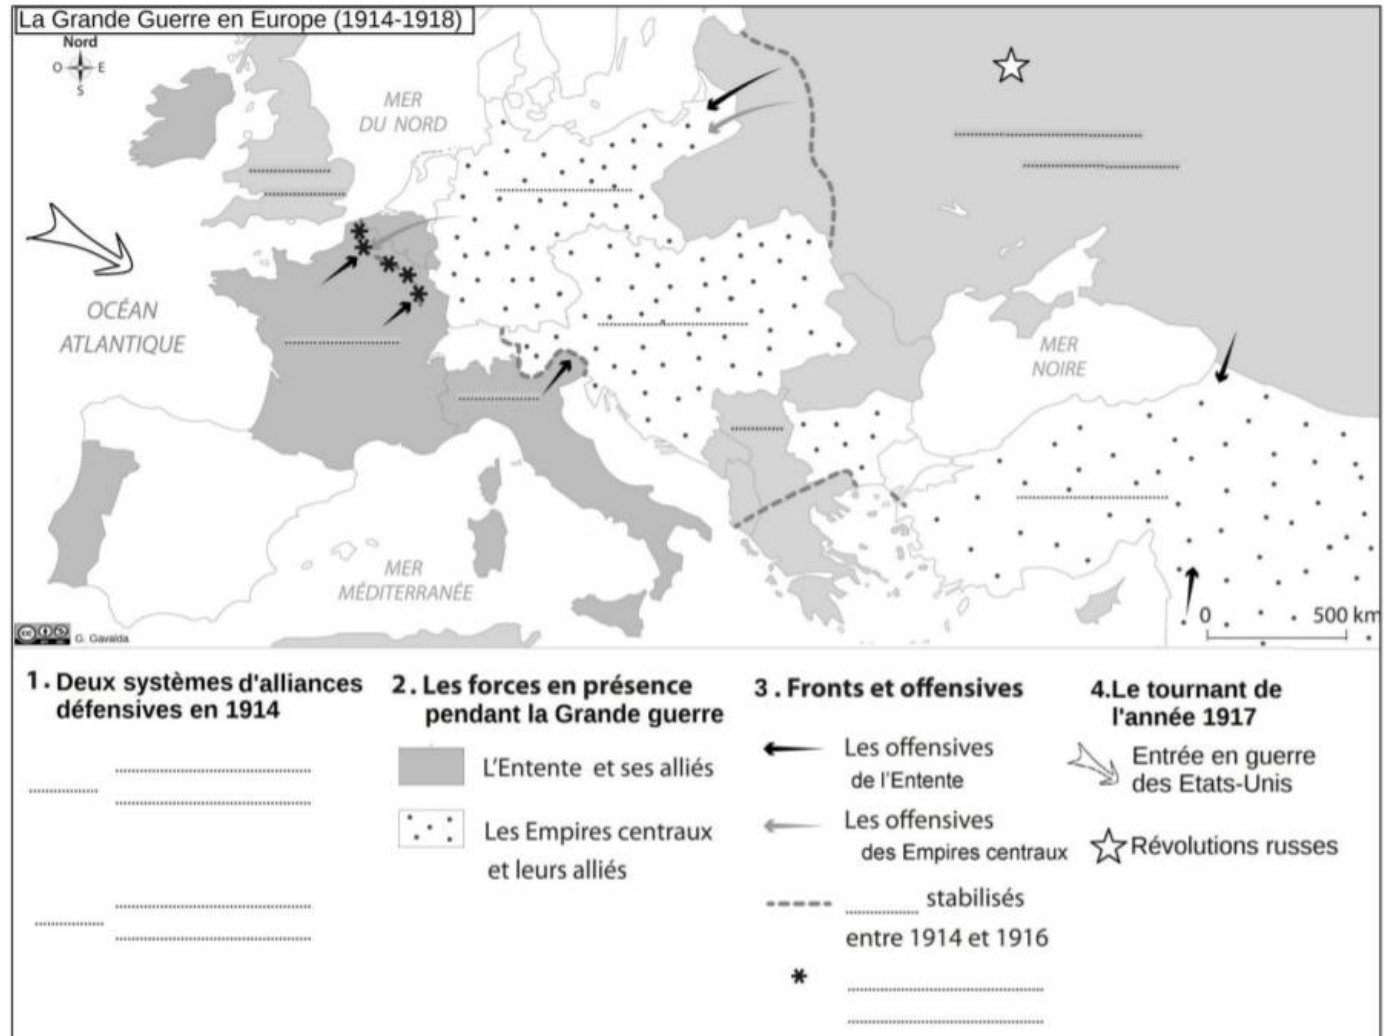 La Grande Guerre en Europe (1914-1918)
Nord
O E
S
MER
DU NORD
OCÉAN
ATLANTIQUE
MER
NOIRE
MER
MÉDITERRANÉE
cc
G. Gavalda
0 500 km
1. Deux systèmes d'alliances
défensives en 1914
2. Les forces en présence
pendant la Grande guerre
L'Entente et ses alliés
Les Empires centraux
et leurs alliés
3. Fronts et offensives
Les offensives
de l'Entente
Les offensives
des Empires centraux
stabilisés
entre 1914 et 1916
4.Le tournant de
l'année 1917
Entrée en guerre
des Etats-Unis
Révolutions russes